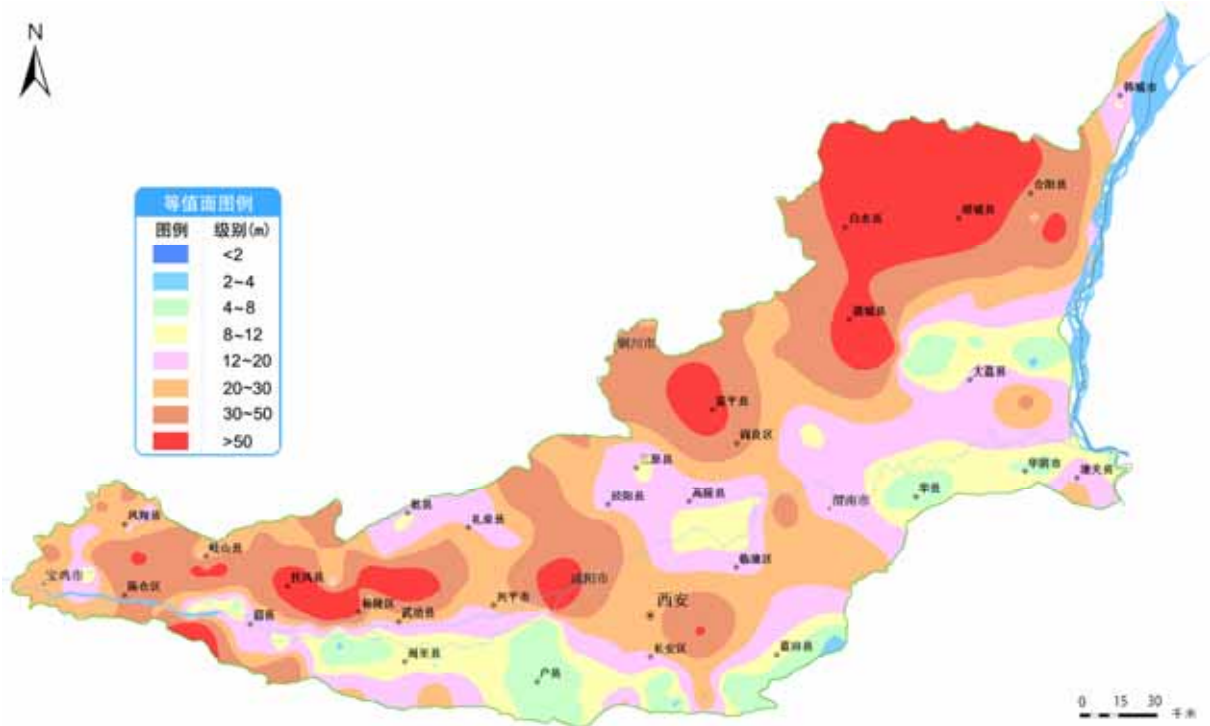 N
韩城市
等值面图例
图例 级别(m)
<2
2~4
4~8
8~12
12~20
20~30
30~50
>50
合阳县
白水县
澄城县
蒲城县
铜川市
大荔县
富平县
阎良区
三原县
泾阳县
高陵县
渭南市
华县
华阴市
潼关县
凤翔县
乾县
礼泉县
岐山县
临潼区
宝鸡市
陈仓区
扶风县
咸阳市
杨陵区
武功县
兴平市
西安
眉县
周至县
长安区
蓝田县
户县
0 15 30
千米